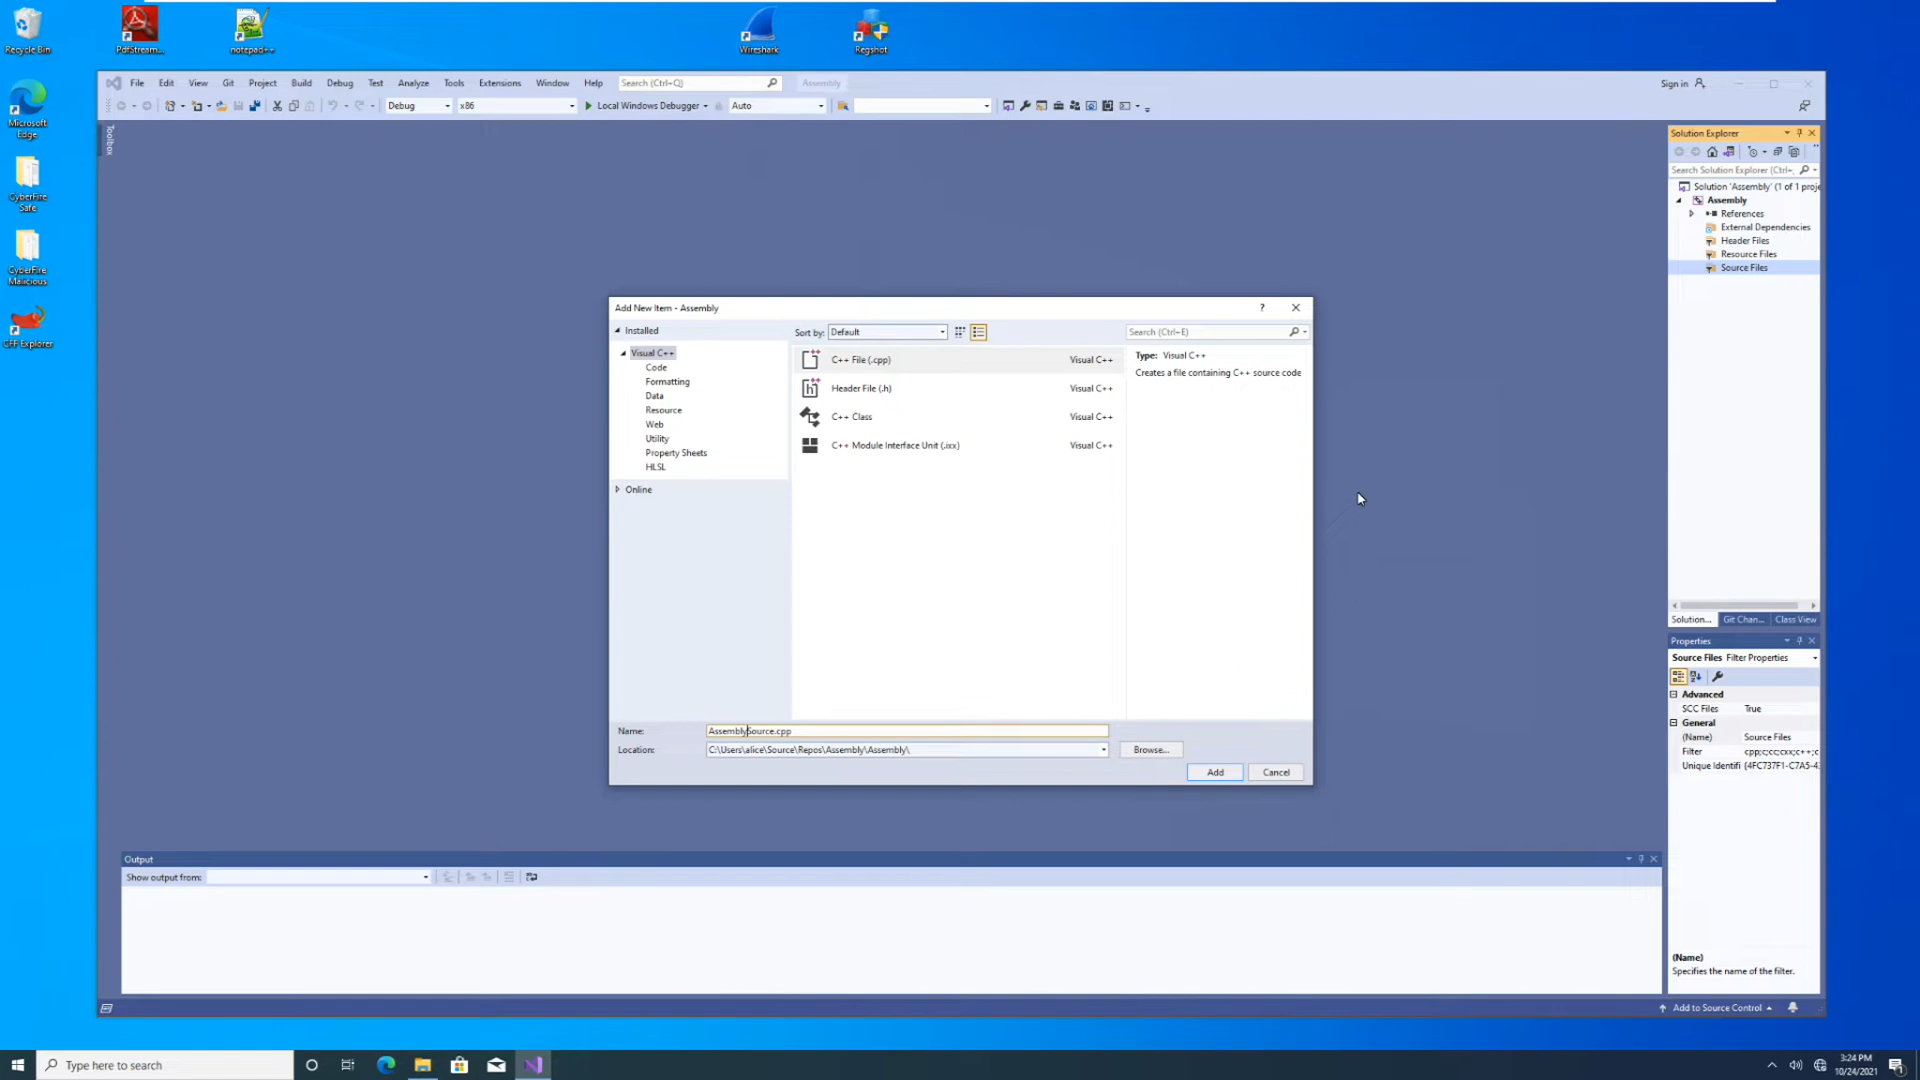 Recycle Bin
PdfStream...
notepad++
Wireshark
Regshot
Microsoft
Edge
CyberFire
Safe
CyberFire
Malicious
CFF Explorer
File Edit View Git Project Build Debug Test Analyze Tools Extensions Window Help Search (Ctrl+Q) Assembly Sign in
Debug x86 Local Windows Debugger Auto
Toolbox
Solution Explorer
Search Solution Explorer (Ctrl+;
Solution 'Assembly' (1 of 1 proje
Assembly
References
External Dependencies
Header Files
Resource Files
Source Files
Add New Item - Assembly ?
Installed
Visual C++
Code
Formatting
Data
Resource
Web
Utility
Property Sheets
HLSL
Online
Sort by: Default
Search (Ctrl+E)
C++ File (.cpp) Visual C++
Header File (.h) Visual C++
C++ Class Visual C++
C++ Module Interface Unit (.ixx) Visual C++
Type: Visual C++
Creates a file containing C++ source code
Name: AssemblySource.cpp
Location: C:\Users\alice\Source\Repos\Assembly\Assembly\
Browse...
Add Cancel
Solution... Git Chan... Class View
Properties
Source Files Filter Properties
Advanced
SCC Files True
General
(Name) Source Files
Filter cpp;c;cc;cxx;c++;c
Unique Identifi {4FC737F1-C7A5-4
(Name)
Specifies the name of the filter.
Output
Show output from:
Add to Source Control
Type here to search
3:24 PM
10/24/2021